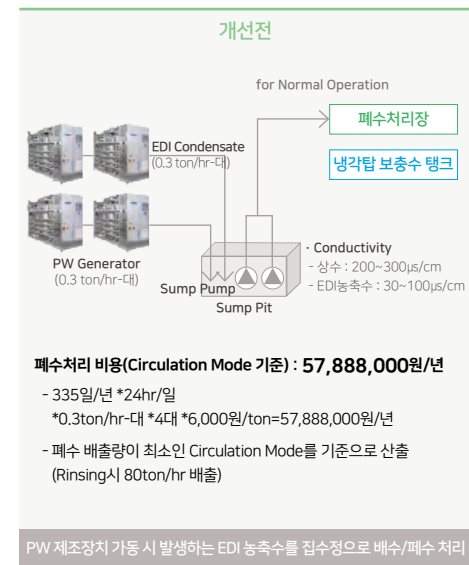 개선전
for Normal Operation
폐수처리장
EDI Condensate
(0.3 ton/hr-대)
냉각탑 보충수 탱크
PW Generator
(0.3 ton/hr-대)
Sump Pump
Sump Pit
· Conductivity
- 상수 : 200~300μs/cm
- EDI농축수 : 30~100μs/cm
폐수처리 비용(Circulation Mode 기준) : 57,888,000원/년
- 335일/년 *24hr/일
*0.3ton/hr-대 *4대 *6,000원/ton=57,888,000원/년
- 폐수 배출량이 최소인 Circulation Mode를 기준으로 산출
(Rinsing시 80ton/hr 배출)
PW 제조장치 가동 시 발생하는 EDI 농축수를 집수정으로 배수/폐수 처리